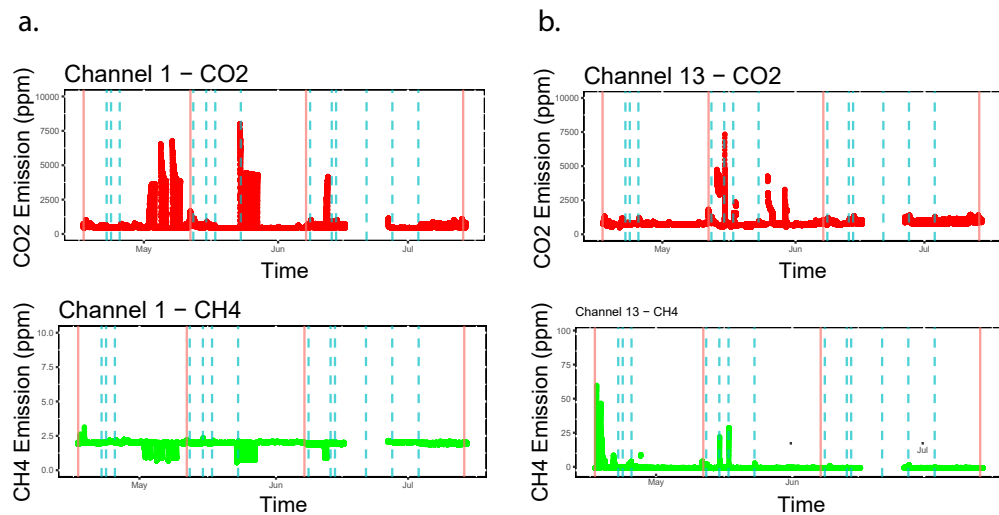 a.
Channel 1 − CO2
CO2 Emission (ppm)
10000
7500
5000
2500
0
May
Jun
Jul
Time
Channel 1 − CH4
CH4 Emission (ppm)
10.0
7.5
5.0
2.5
0.0
May
Jun
Jul
Time
b.
Channel 13 − CO2
CO2 Emission (ppm)
10000
7500
5000
2500
0
May
Jun
Jul
Time
Channel 13 − CH4
CH4 Emission (ppm)
100
75
50
25
0
Jul
May
Jun
Time